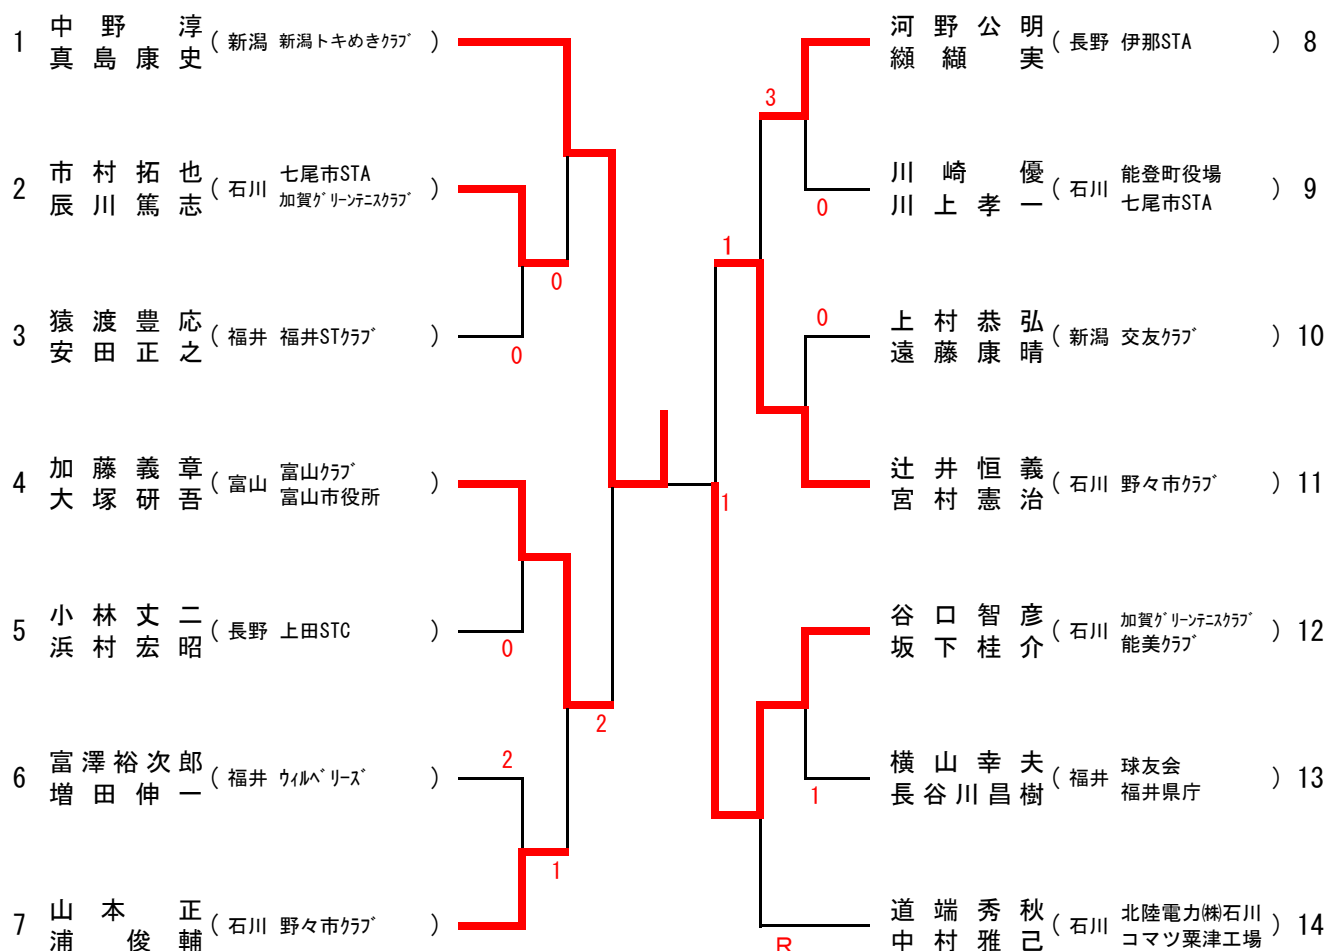 1 中野淳 (新潟 新潟トキめきｸﾗﾌﾞ)
真島康史
2 市村拓也 (石川 七尾市STA
辰川篤志 加賀ｸﾞﾘｰﾝﾃﾆｽｸﾗﾌﾞ)
0
3 猿渡豊応 (福井 福井STｸﾗﾌﾞ)
安田正之
0
4 加藤義章 (富山 富山ｸﾗﾌﾞ
大塚研吾 富山市役所)
5 小林丈二 (長野 上田STC)
浜村宏昭
0
2
6 富澤裕次郎 (福井 ｳｨﾙﾍﾞﾘｰｽﾞ)
増田伸一
2
1
7 山本正 (石川 野々市ｸﾗﾌﾞ)
浦俊輔
河野公明 (長野 伊那STA) 8
纐纈実
3
川崎優 (石川 能登町役場
川上孝一 七尾市STA) 9
0
1
0
上村恭弘 (新潟 交友ｸﾗﾌﾞ) 10
遠藤康晴
辻井恒義 (石川 野々市ｸﾗﾌﾞ) 11
宮村憲治
1
谷口智彦 (石川 加賀ｸﾞﾘｰﾝﾃﾆｽｸﾗﾌﾞ
坂下桂介 能美ｸﾗﾌﾞ) 12
横山幸夫 (福井 球友会
長谷川昌樹 福井県庁) 13
1
道端秀秋 (石川 北陸電力㈱石川
中村雅己 コマツ粟津工場) 14
R